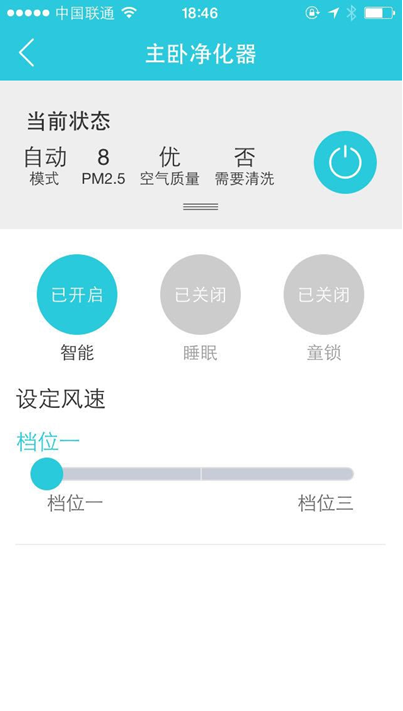 中国联通 18:46
主卧净化器
当前状态
自动 8 优 否
模式 PM2.5 空气质量 需要清洗
已开启 已关闭 已关闭
智能 睡眠 童锁
设定风速
档位一
档位一 档位三